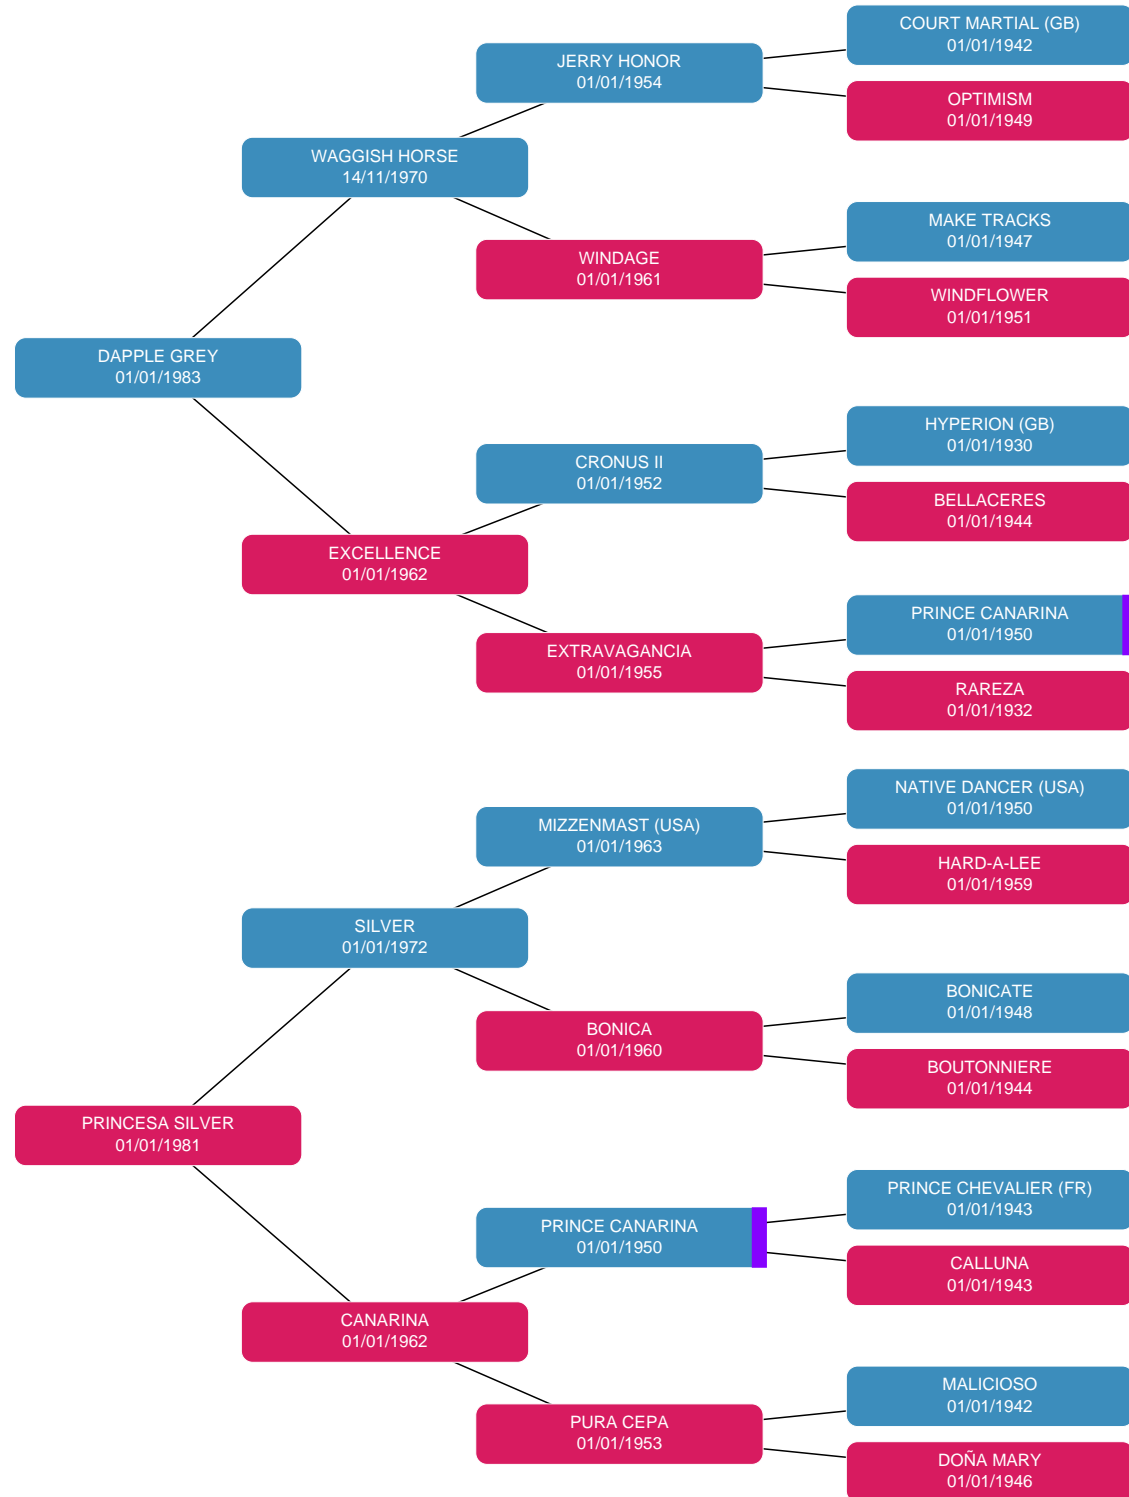 COURT MARTIAL (GB)
01/01/1942
JERRY HONOR
01/01/1954
OPTIMISM
01/01/1949
WAGGISH HORSE
14/11/1970
MAKE TRACKS
01/01/1947
WINDAGE
01/01/1961
WINDFLOWER
01/01/1951
DAPPLE GREY
01/01/1983
HYPERION (GB)
01/01/1930
CRONUS II
01/01/1952
BELLACERES
01/01/1944
EXCELLENCE
01/01/1962
PRINCE CANARINA
01/01/1950
EXTRAVAGANCIA
01/01/1955
RAREZA
01/01/1932
NATIVE DANCER (USA)
01/01/1950
MIZZENMAST (USA)
01/01/1963
HARD-A-LEE
01/01/1959
SILVER
01/01/1972
BONICATE
01/01/1948
BONICA
01/01/1960
BOUTONNIERE
01/01/1944
PRINCESA SILVER
01/01/1981
PRINCE CHEVALIER (FR)
01/01/1943
PRINCE CANARINA
01/01/1950
CALLUNA
01/01/1943
CANARINA
01/01/1962
MALICIOSO
01/01/1942
PURA CEPA
01/01/1953
DOÑA MARY
01/01/1946